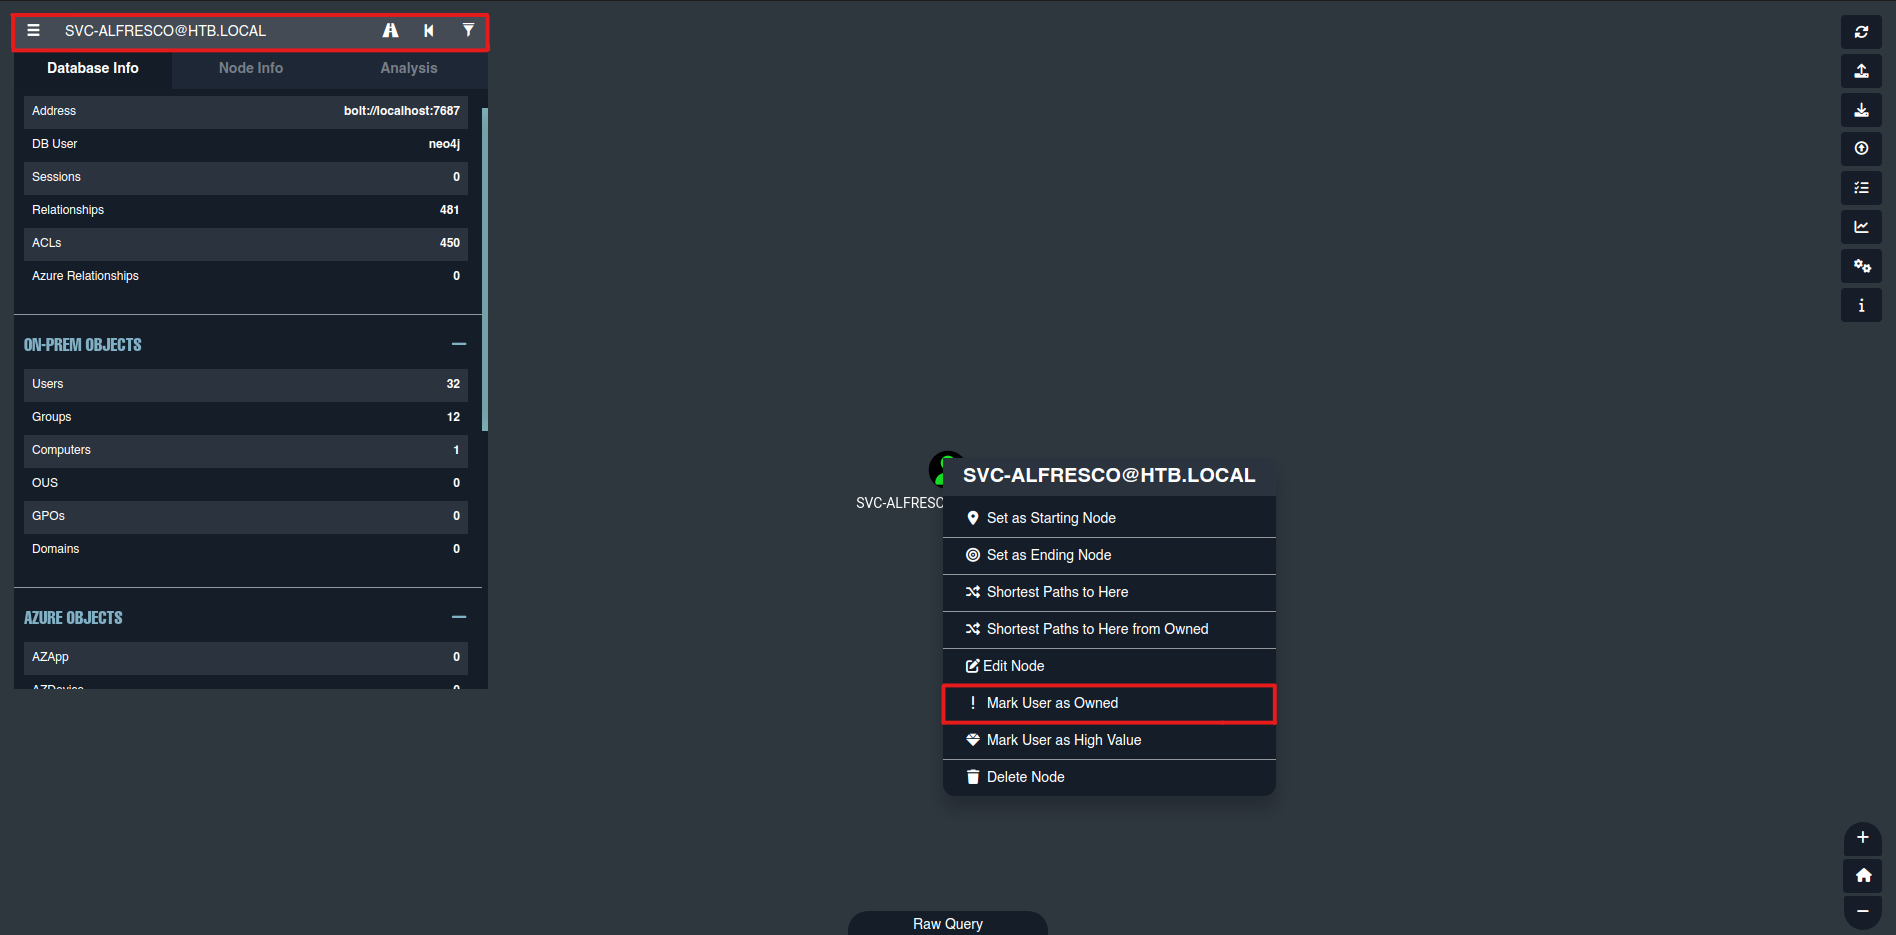 SVC-ALFRESCO@HTB.LOCAL
Database Info Node Info Analysis
Address bolt://localhost:7687
DB User neo4j
Sessions 0
Relationships 481
ACLs 450
Azure Relationships 0
ON-PREM OBJECTS
Users 32
Groups 12
Computers 1
OUS 0
GPOs 0
Domains 0
AZURE OBJECTS
AZApp 0
AZDevice 0
SVC-ALFRESC
SVC-ALFRESCO@HTB.LOCAL
Set as Starting Node
Set as Ending Node
Shortest Paths to Here
Shortest Paths to Here from Owned
Edit Node
Mark User as Owned
Mark User as High Value
Delete Node
Raw Query